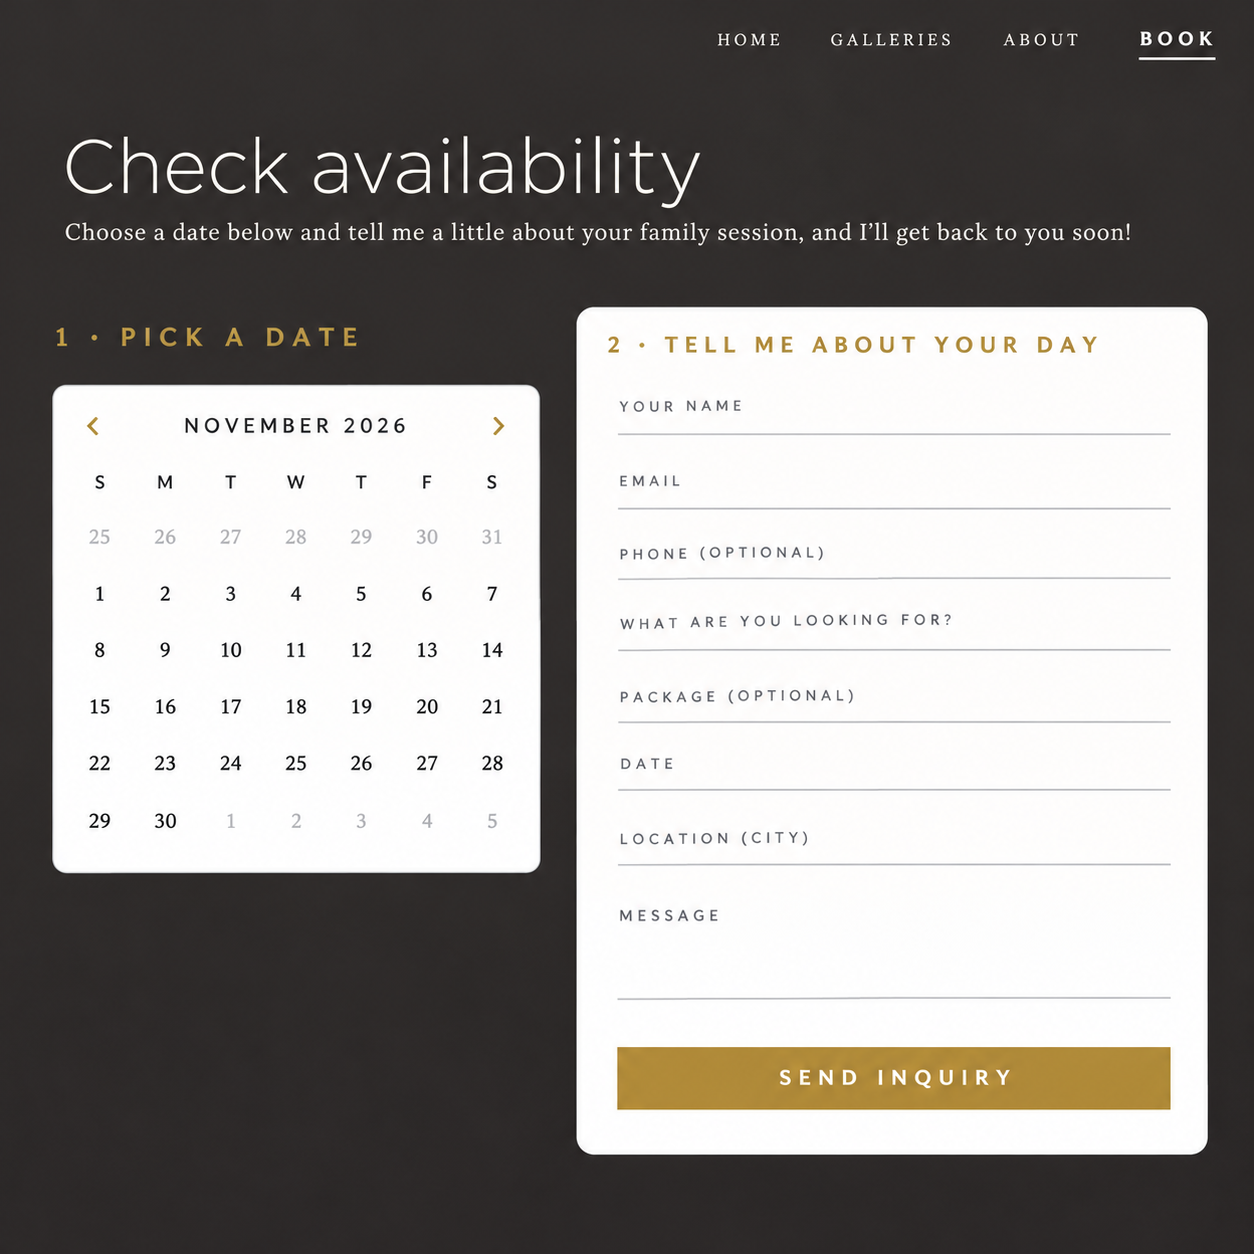 HOME GALLERIES ABOUT BOOK
Check availability
Choose a date below and tell me a little about your family session, and I’ll get back to you soon!
1 · PICK A DATE
NOVEMBER 2026
S M T W T F S
25 26 27 28 29 30 31
1 2 3 4 5 6 7
8 9 10 11 12 13 14
15 16 17 18 19 20 21
22 23 24 25 26 27 28
29 30 1 2 3 4 5
2 · TELL ME ABOUT YOUR DAY
YOUR NAME
EMAIL
PHONE (OPTIONAL)
WHAT ARE YOU LOOKING FOR?
PACKAGE (OPTIONAL)
DATE
LOCATION (CITY)
MESSAGE
SEND INQUIRY